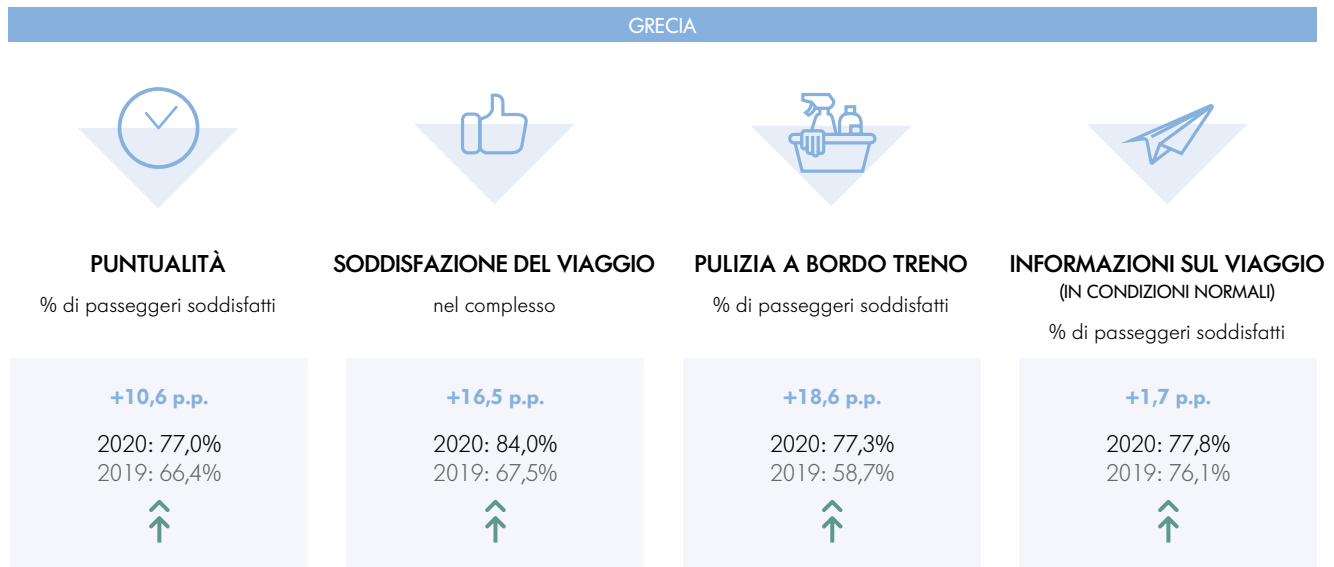 GRECIA
PUNTUALITÀ
% di passeggeri soddisfatti
+10,6 p.p.
2020: 77,0%
2019: 66,4%
SODDISFAZIONE DEL VIAGGIO
nel complesso
+16,5 p.p.
2020: 84,0%
2019: 67,5%
PULIZIA A BORDO TRENO
% di passeggeri soddisfatti
+18,6 p.p.
2020: 77,3%
2019: 58,7%
INFORMAZIONI SUL VIAGGIO
(IN CONDIZIONI NORMALI)
% di passeggeri soddisfatti
+1,7 p.p.
2020: 77,8%
2019: 76,1%